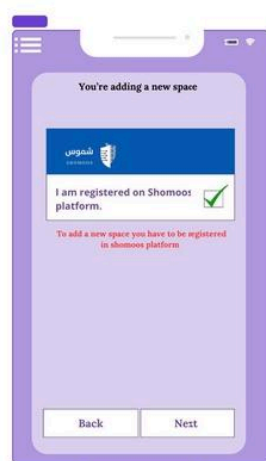 You're adding a new space
شموس
SHOMOOS
I am registered on Shomoos
platform.
To add a new space you have to be registered
in shomoos platform
Back
Next